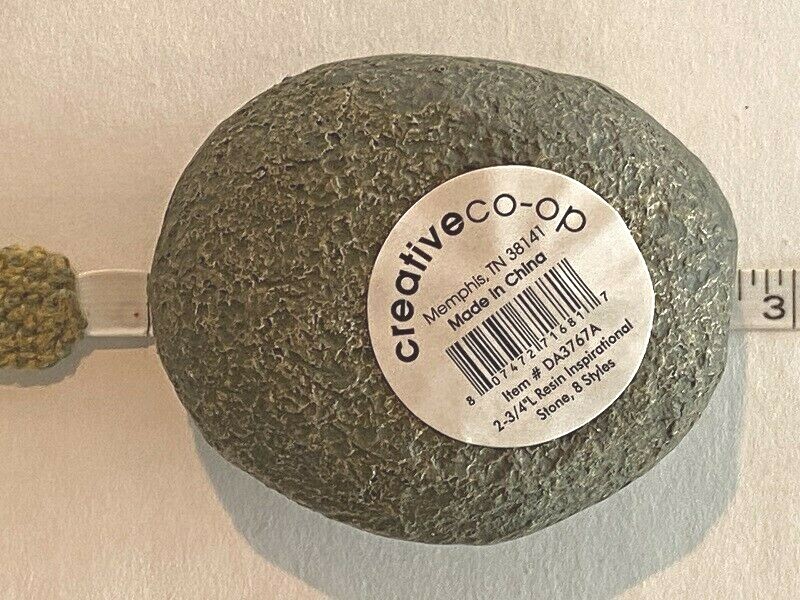 creativeco-op
Memphis, TN 38141
Made in China
8 07472 71681 7
Item # DA3767A
2-3/4"L Resin Inspirational
Stone, 8 Styles
3